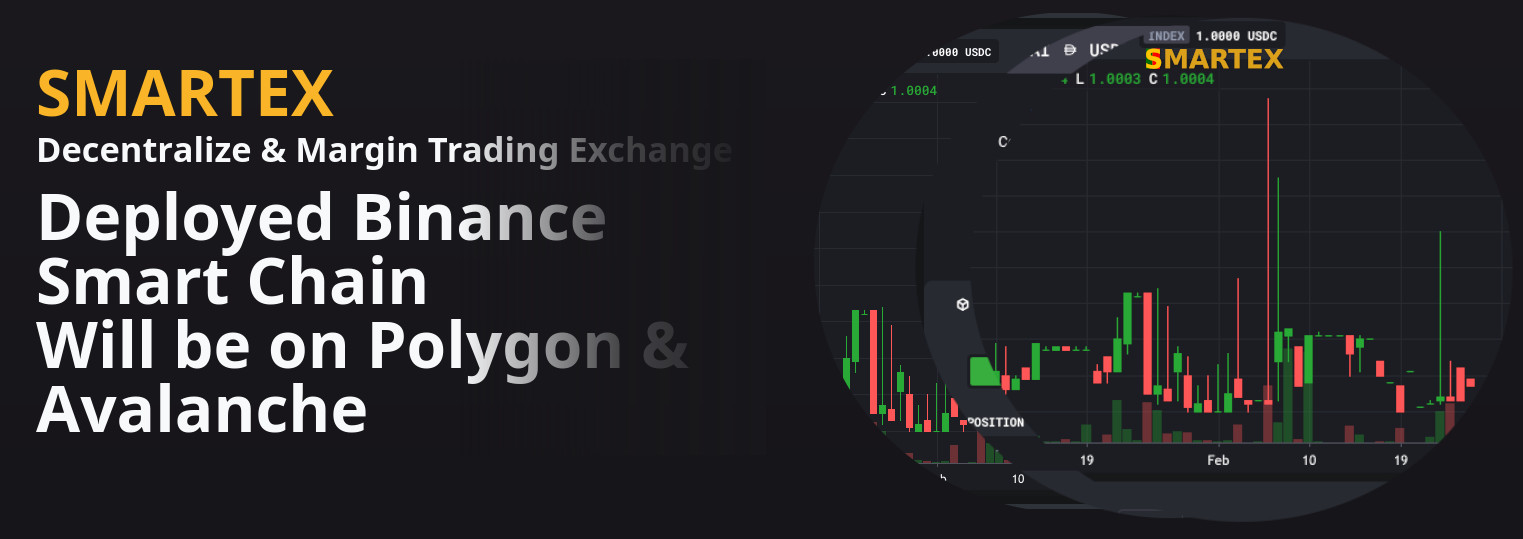 SMARTEX
Decentralize & Margin Trading Exchange
Deployed Binance
Smart Chain
Will be on Polygon &
Avalanche
INDEX 1.0000 USDC
SMARTEX
L 1.0003 C 1.0004
.0000 USDC
1.0004
POSITION
19 Feb 10 19
10